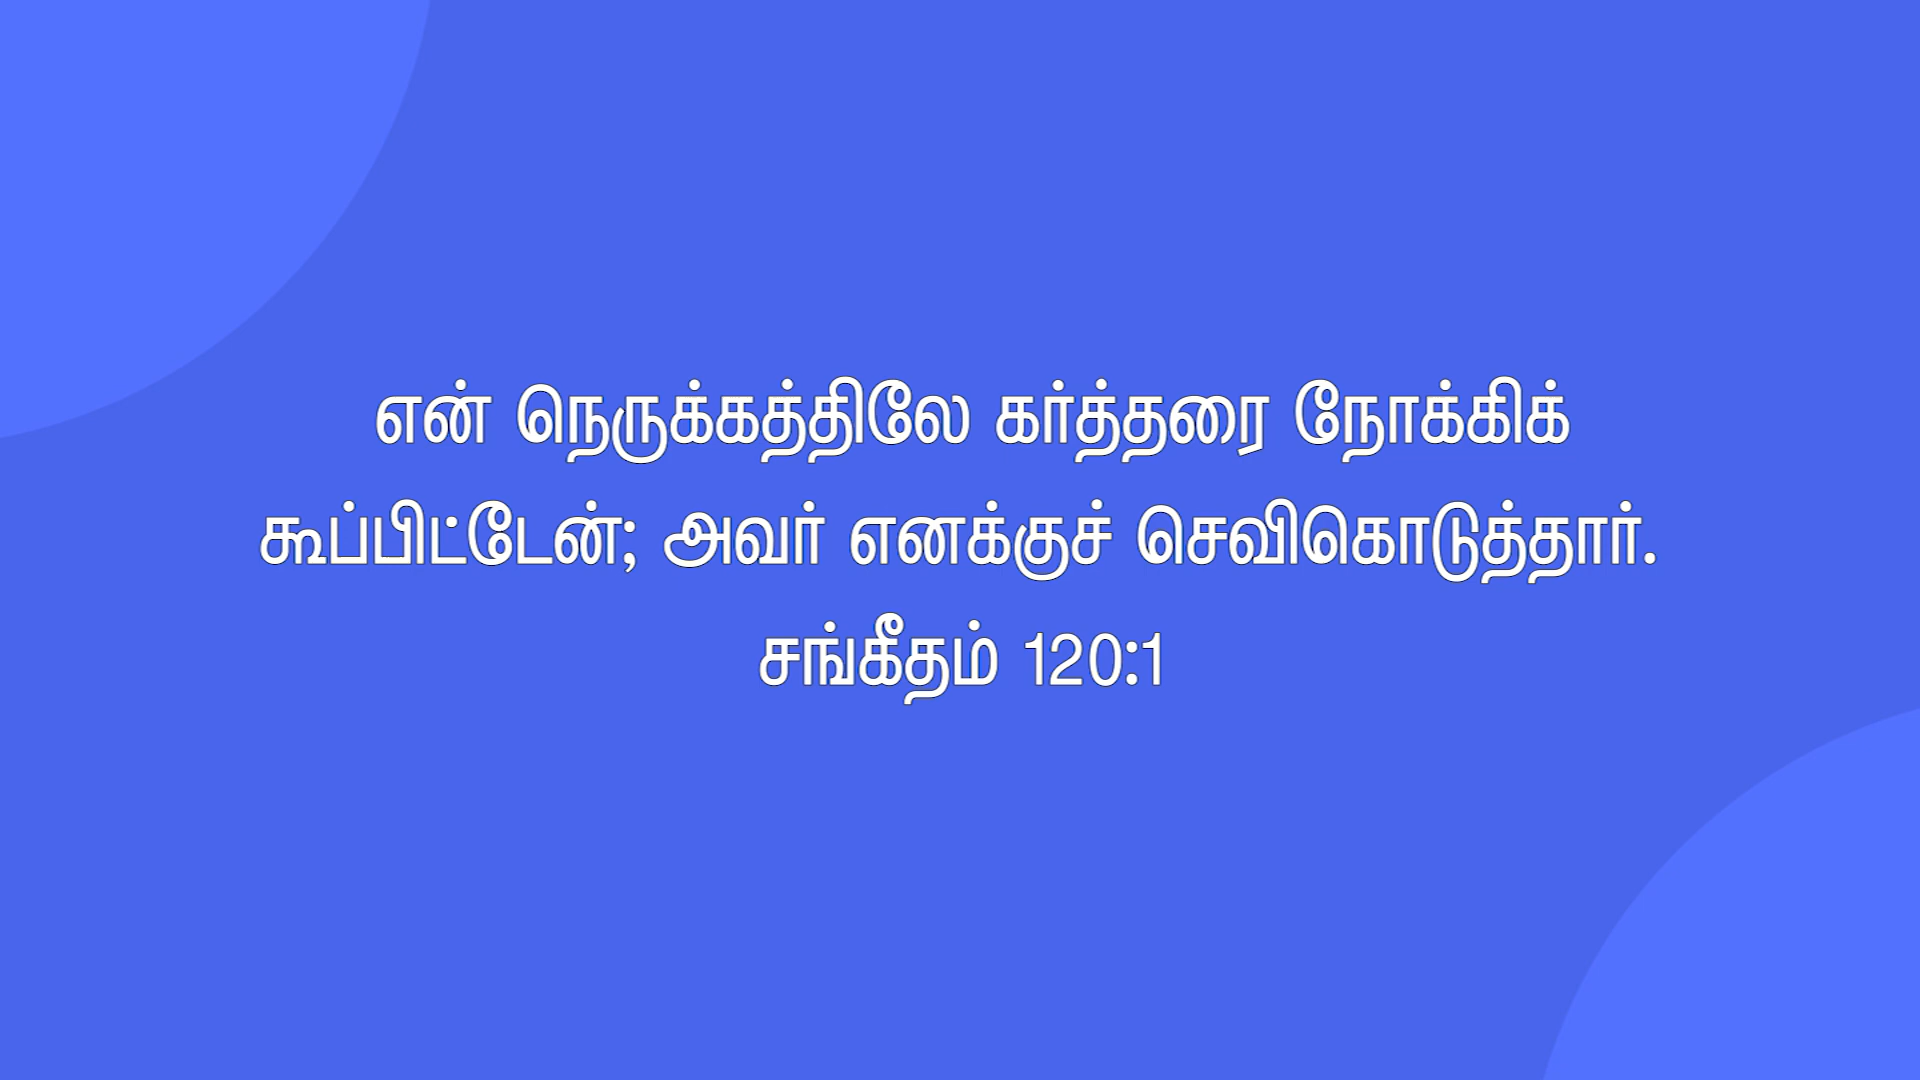 என் நெருக்கத்திலே கர்த்தரை நோக்கிக்
கூப்பிட்டேன்; அவர் எனக்குச் செவிகொடுத்தார்.
சங்கீதம் 120:1